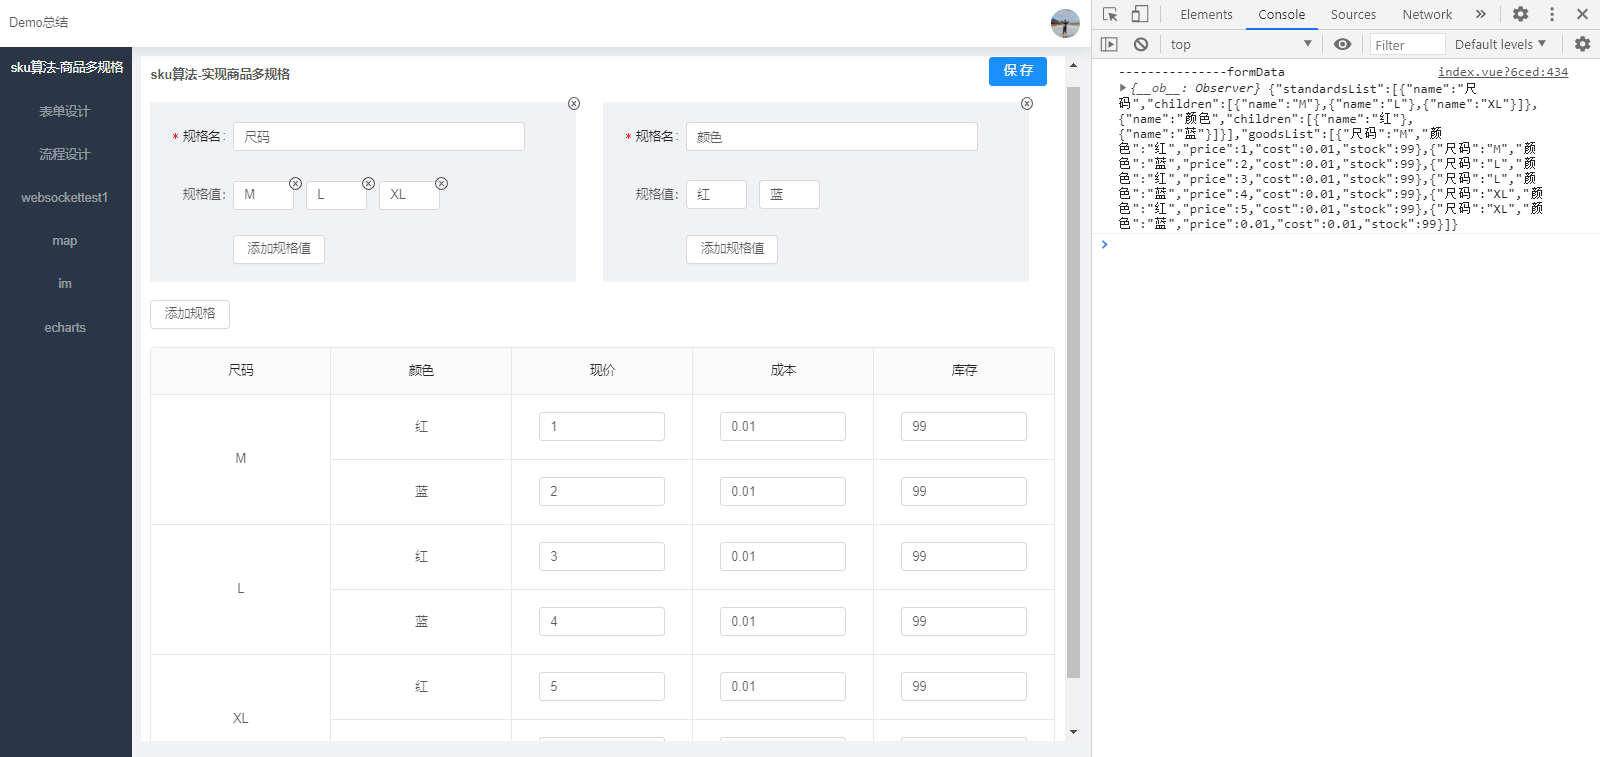 Demo总结
sku算法-商品多规格
表单设计
流程设计
websockettest1
map
im
echarts
sku算法-实现商品多规格
保 存
* 规格名: 尺码
规格值: M L XL
添加规格值
* 规格名: 颜色
规格值: 红 蓝
添加规格值
添加规格
尺码 颜色 现价 成本 库存
M
红 1 0.01 99
蓝 2 0.01 99
L
红 3 0.01 99
蓝 4 0.01 99
XL
红 5 0.01 99
Elements Console Sources Network »
top Filter Default levels
---------------formData index.vue?6ced:434
{__ob__: Observer} {"standardsList":[{"name":"尺
码","children":[{"name":"M"},{"name":"L"},{"name":"XL"}]},
{"name":"颜色","children":[{"name":"红"},
{"name":"蓝"}]}],"goodsList":[{"尺码":"M","颜
色":"红","price":1,"cost":0.01,"stock":99},{"尺码":"M","颜
色":"蓝","price":2,"cost":0.01,"stock":99},{"尺码":"L","颜
色":"红","price":3,"cost":0.01,"stock":99},{"尺码":"L","颜
色":"蓝","price":4,"cost":0.01,"stock":99},{"尺码":"XL","颜
色":"红","price":5,"cost":0.01,"stock":99},{"尺码":"XL","颜
色":"蓝","price":0.01,"cost":0.01,"stock":99}]}